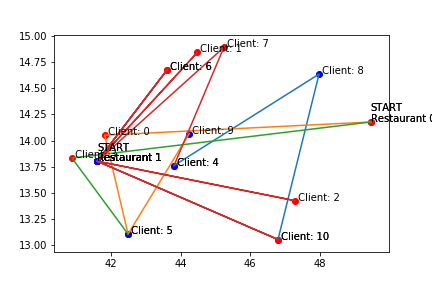 15.00
14.75
14.50
14.25
14.00
13.75
13.50
13.25
13.00
42
44
46
48
Client: 7
Client: 1
Client: 6
Client: 8
START
Restaurant 0
Client: 0
Client: 9
START
Restaurant 1
Client: 4
Client: 2
Client: 5
Client: 10